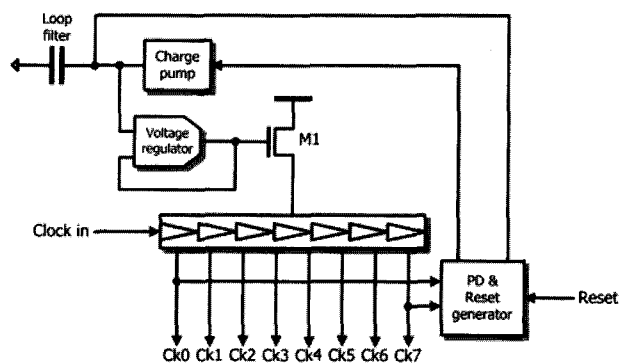 Loop
filter
Charge
pump
Voltage
regulator
M1
Clock in
PD &
Reset
generator
Reset
Ck0 Ck1 Ck2 Ck3 Ck4 Ck5 Ck6 Ck7